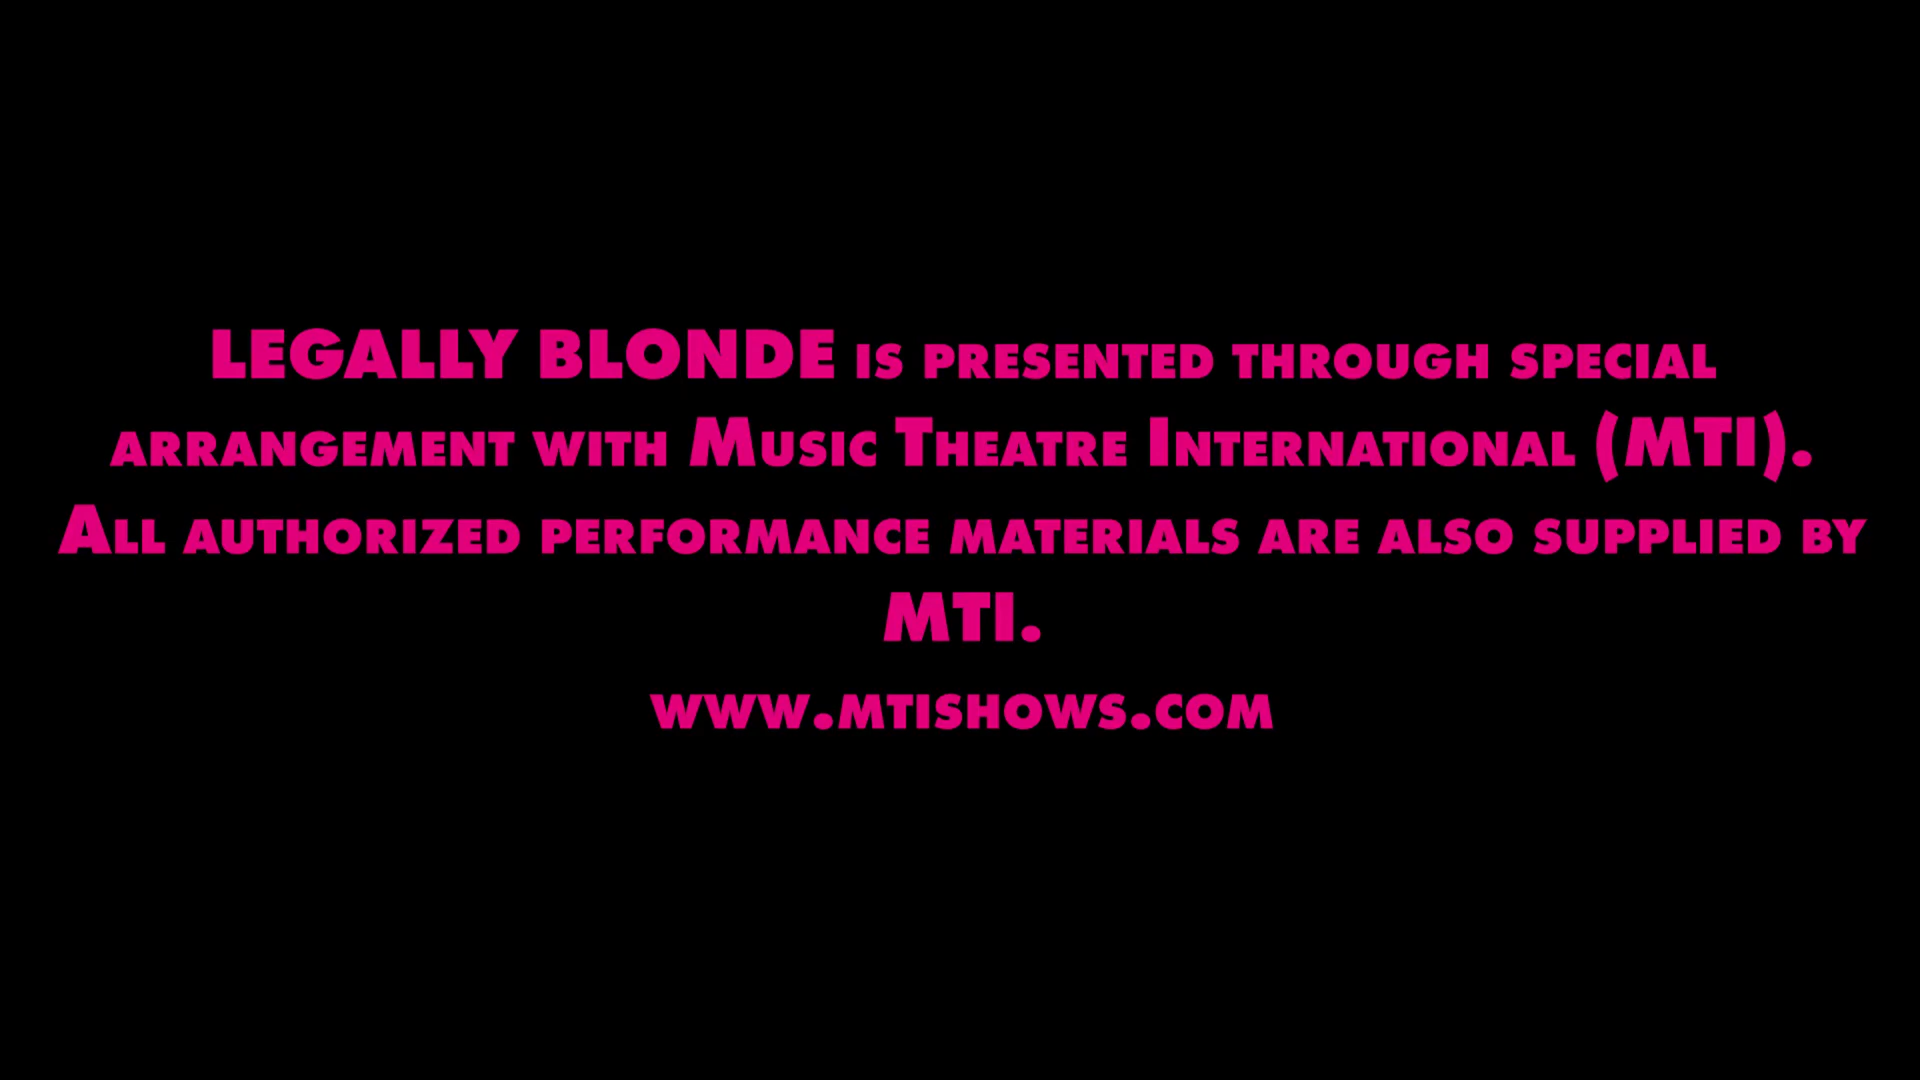 LEGALLY BLONDE is presented through special
arrangement with Music Theatre International (MTI).
All authorized performance materials are also supplied by
MTI.
www.mtishows.com